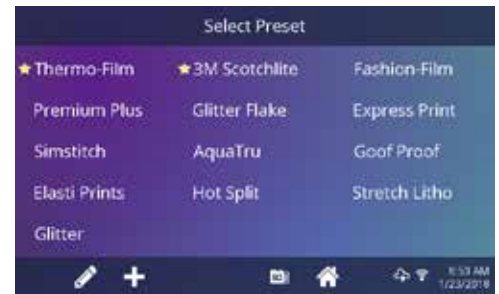 Select Preset
Thermo-Film 3M Scotchlite Fashion-Film
Premium Plus Glitter Flake Express Print
Simstitch AquaTru Goof Proof
Elasti Prints Hot Split Stretch Litho
Glitter
8:53 AM
1/23/2018